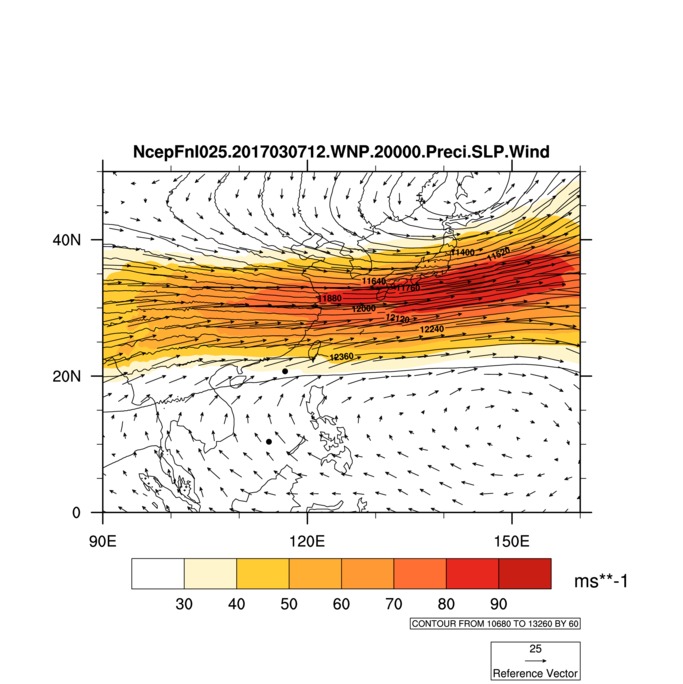 NcepFnl025.2017030712.WNP.20000.Preci.SLP.Wind
40N
20N
0
11400
11520
11640
11760
11880
12000
12120
12240
12360
90E
120E
150E
ms**-1
30 40 50 60 70 80 90
CONTOUR FROM 10680 TO 13260 BY 60
25
Reference Vector